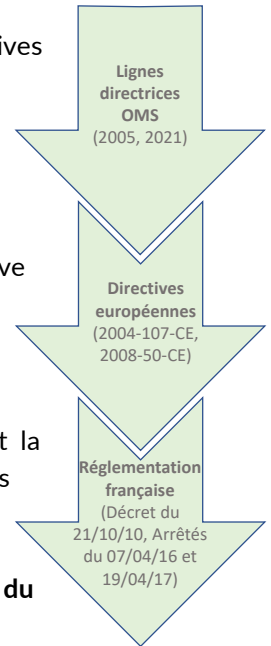 ives
Lignes
directrices
OMS
(2005, 2021)
ve
Directives
européennes
(2004-107-CE,
2008-50-CE)
t la
s
Réglementation
française
(Décret du
21/10/10, Arrêtés
du 07/04/16 et
19/04/17)
du